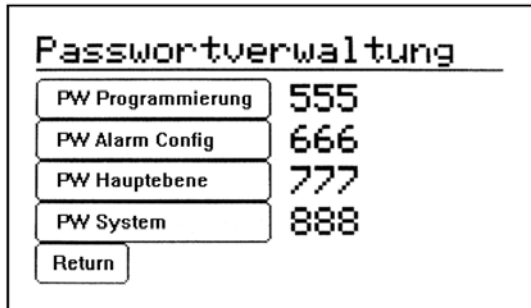 Passwortverwaltung
PW Programmierung 555
PW Alarm Config 666
PW Hauptebene 777
PW System 888
Return